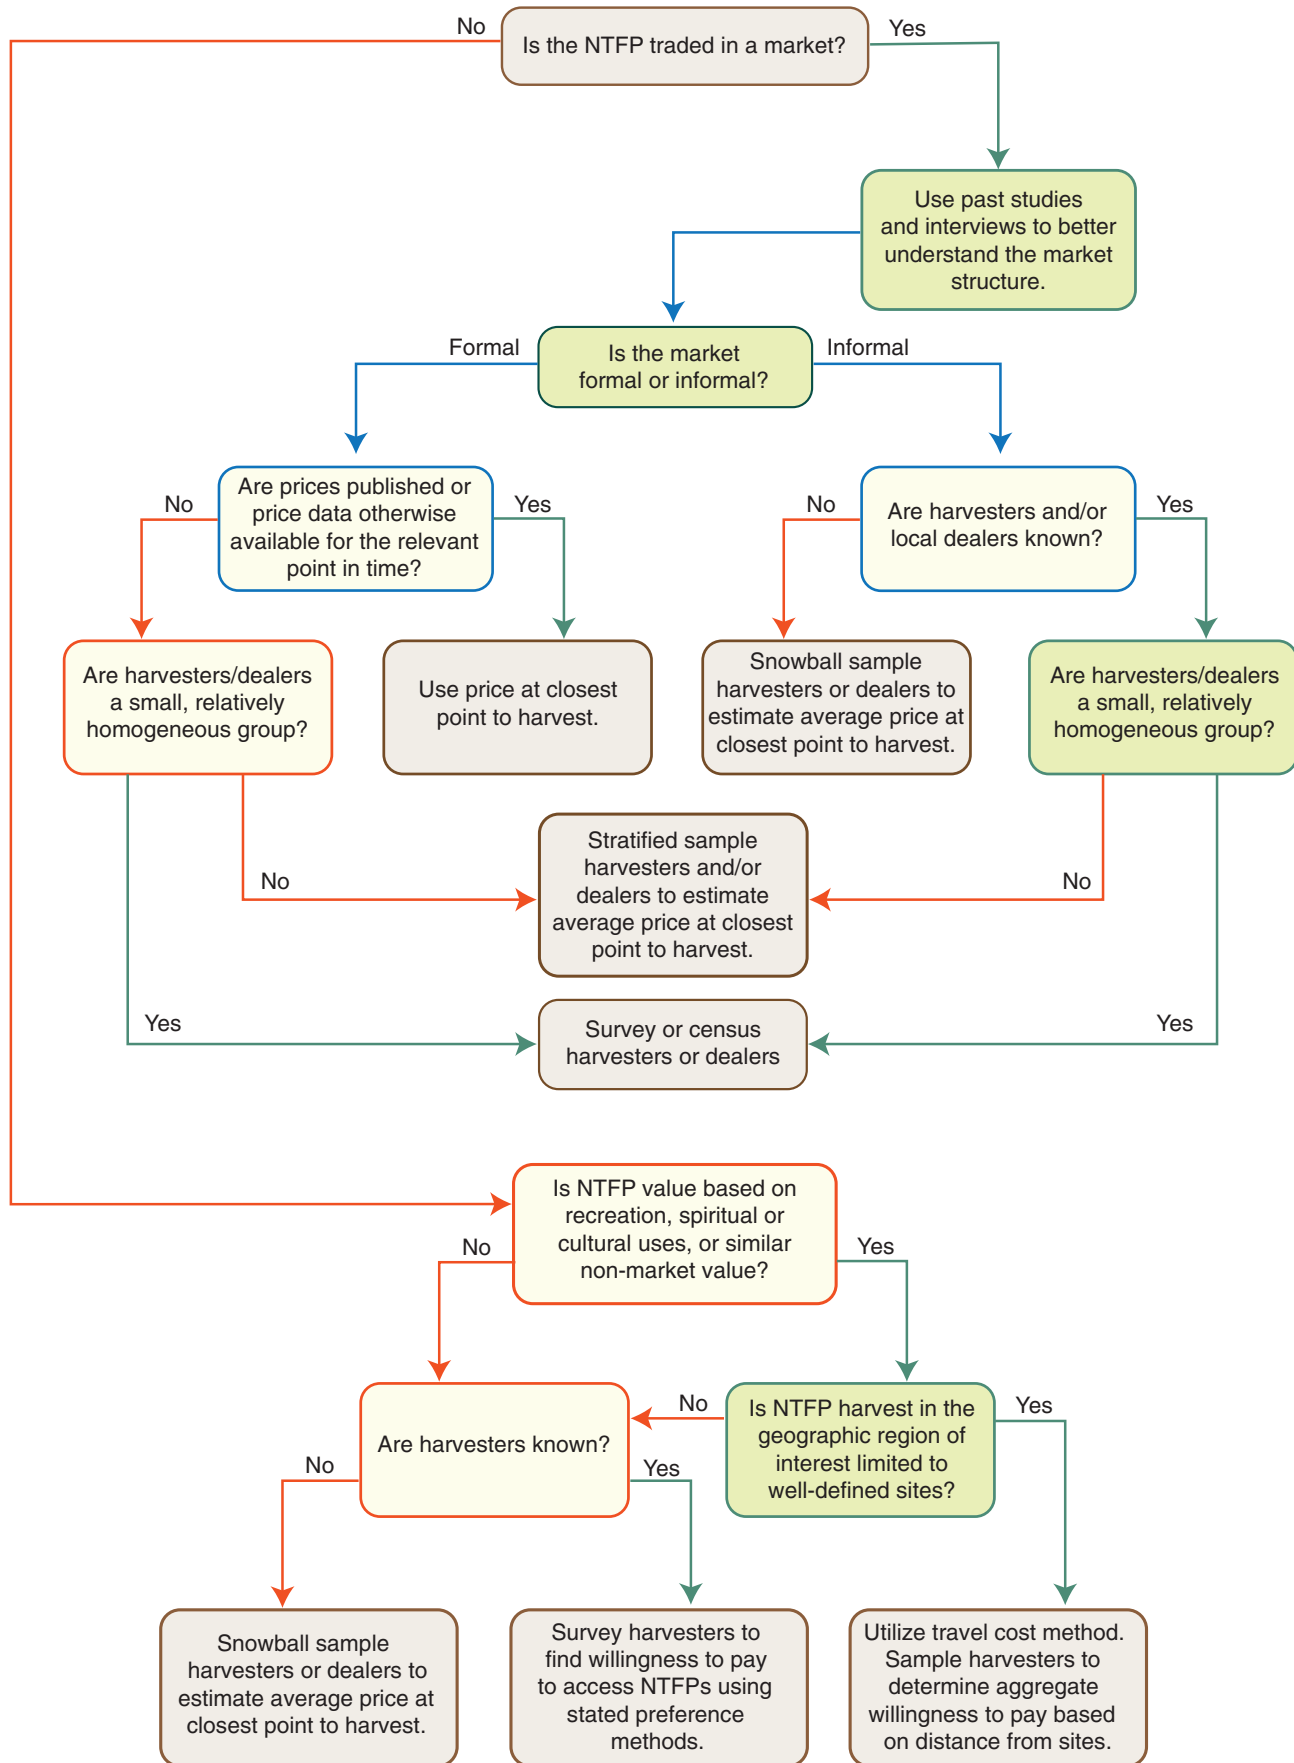 No
Is the NTFP traded in a market?
Yes
Use past studies
and interviews to better
understand the market
structure.
Formal
Is the market
formal or informal?
Informal
No
Are prices published or
price data otherwise
available for the relevant
point in time?
Yes
No
Are harvesters and/or
local dealers known?
Yes
Are harvesters/dealers
a small, relatively
homogeneous group?
Use price at closest
point to harvest.
Snowball sample
harvesters or dealers to
estimate average price at
closest point to harvest.
Are harvesters/dealers
a small, relatively
homogeneous group?
No
Stratified sample
harvesters and/or
dealers to estimate
average price at closest
point to harvest.
No
Yes
Survey or census
harvesters or dealers
Yes
Is NTFP value based on
recreation, spiritual or
cultural uses, or similar
non-market value?
No
Yes
Are harvesters known?
No
Is NTFP harvest in the
geographic region of
interest limited to
well-defined sites?
Yes
No
Yes
Snowball sample
harvesters or dealers to
estimate average price at
closest point to harvest.
Survey harvesters to
find willingness to pay
to access NTFPs using
stated preference
methods.
Utilize travel cost method.
Sample harvesters to
determine aggregate
willingness to pay based
on distance from sites.